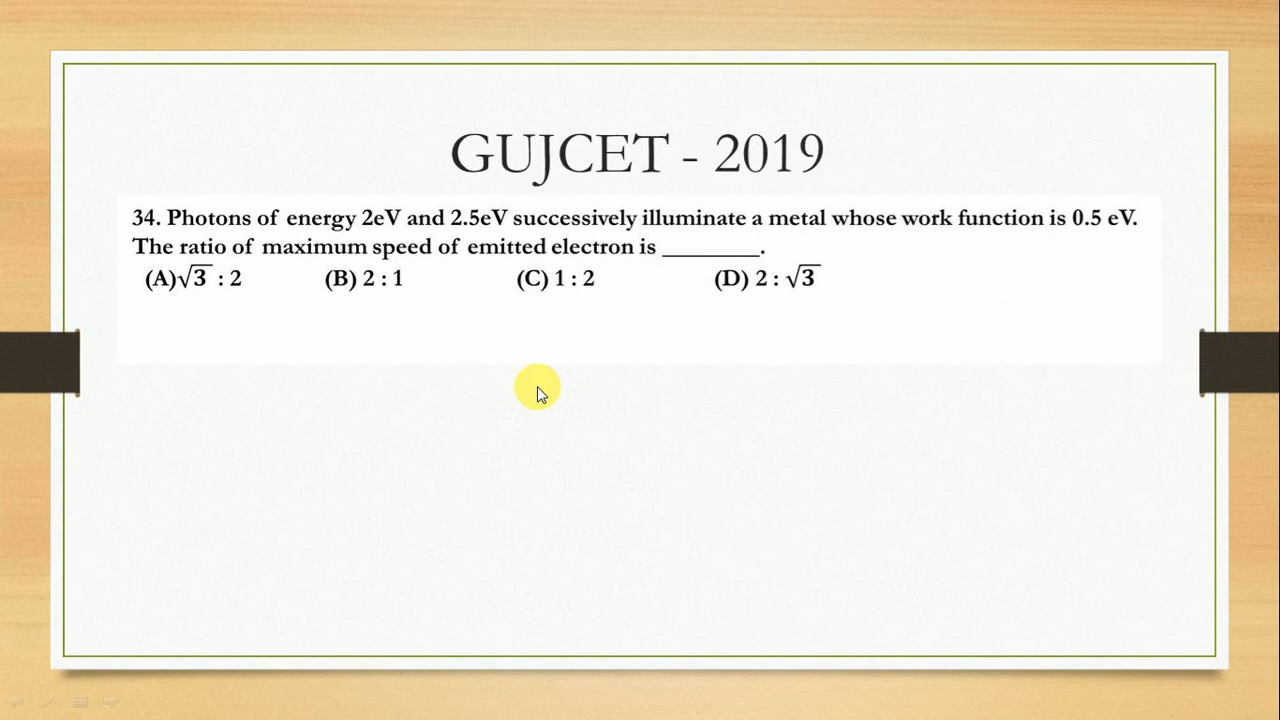 GUJCET - 2019
34. Photons of energy 2eV and 2.5eV successively illuminate a metal whose work function is 0.5 eV.
The ratio of maximum speed of emitted electron is ________.
(A)√3 : 2 (B) 2 : 1 (C) 1 : 2 (D) 2 : √3